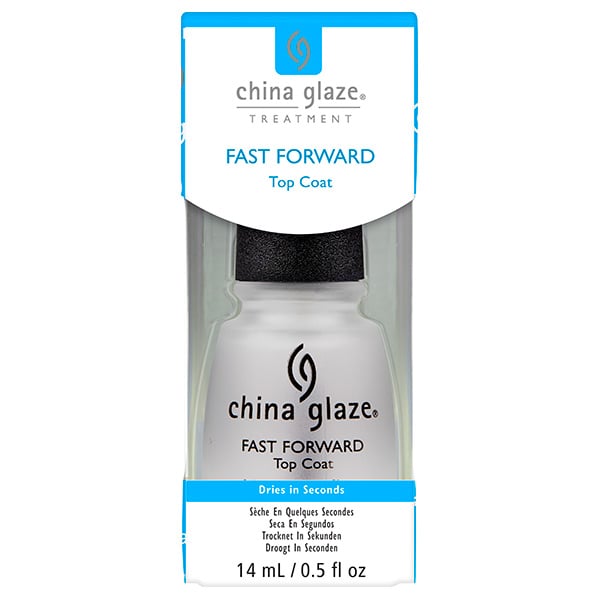 china glaze®
TREATMENT
FAST FORWARD
Top Coat
china glaze®
FAST FORWARD
Top Coat
Dries in Seconds
Sèche En Quelques Secondes
Seca En Segundos
Trocknet In Sekunden
Droogt In Seconden
14 mL / 0.5 fl oz